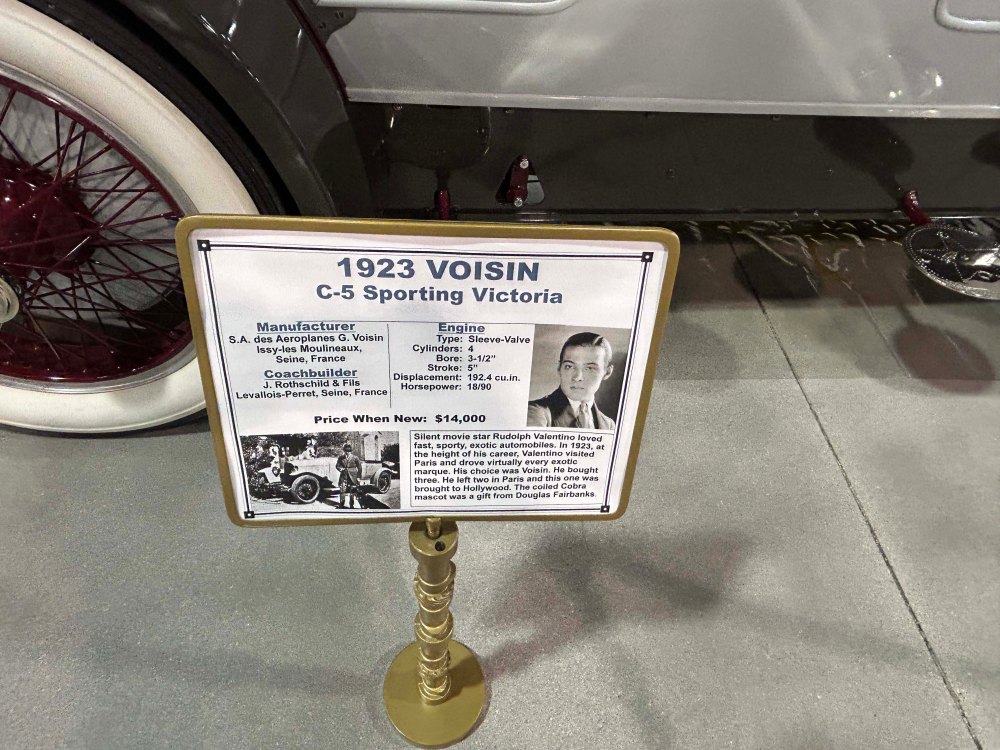 1923 VOISIN
C-5 Sporting Victoria
Manufacturer
S.A. des Aeroplanes G. Voisin
Issy-les Moulineaux,
Seine, France
Coachbuilder
J. Rothschild & Fils
Levallois-Perret, Seine, France
Engine
Type: Sleeve-Valve
Cylinders: 4
Bore: 3-1/2"
Stroke: 5"
Displacement: 192.4 cu.in.
Horsepower: 18/90
Price When New: $14,000
Silent movie star Rudolph Valentino loved
fast, sporty, exotic automobiles. In 1923, at
the height of his career, Valentino visited
Paris and drove virtually every exotic
marque. His choice was Voisin. He bought
three. He left two in Paris and this one was
brought to Hollywood. The coiled Cobra
mascot was a gift from Douglas Fairbanks.